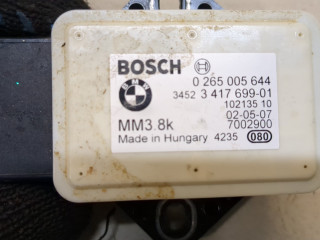 BOSCH
BMW
0 265 005 644
3452 3 417 699-01
102135 10
02-05-07
MM3.8k 7002900
Made in Hungary 4235 080